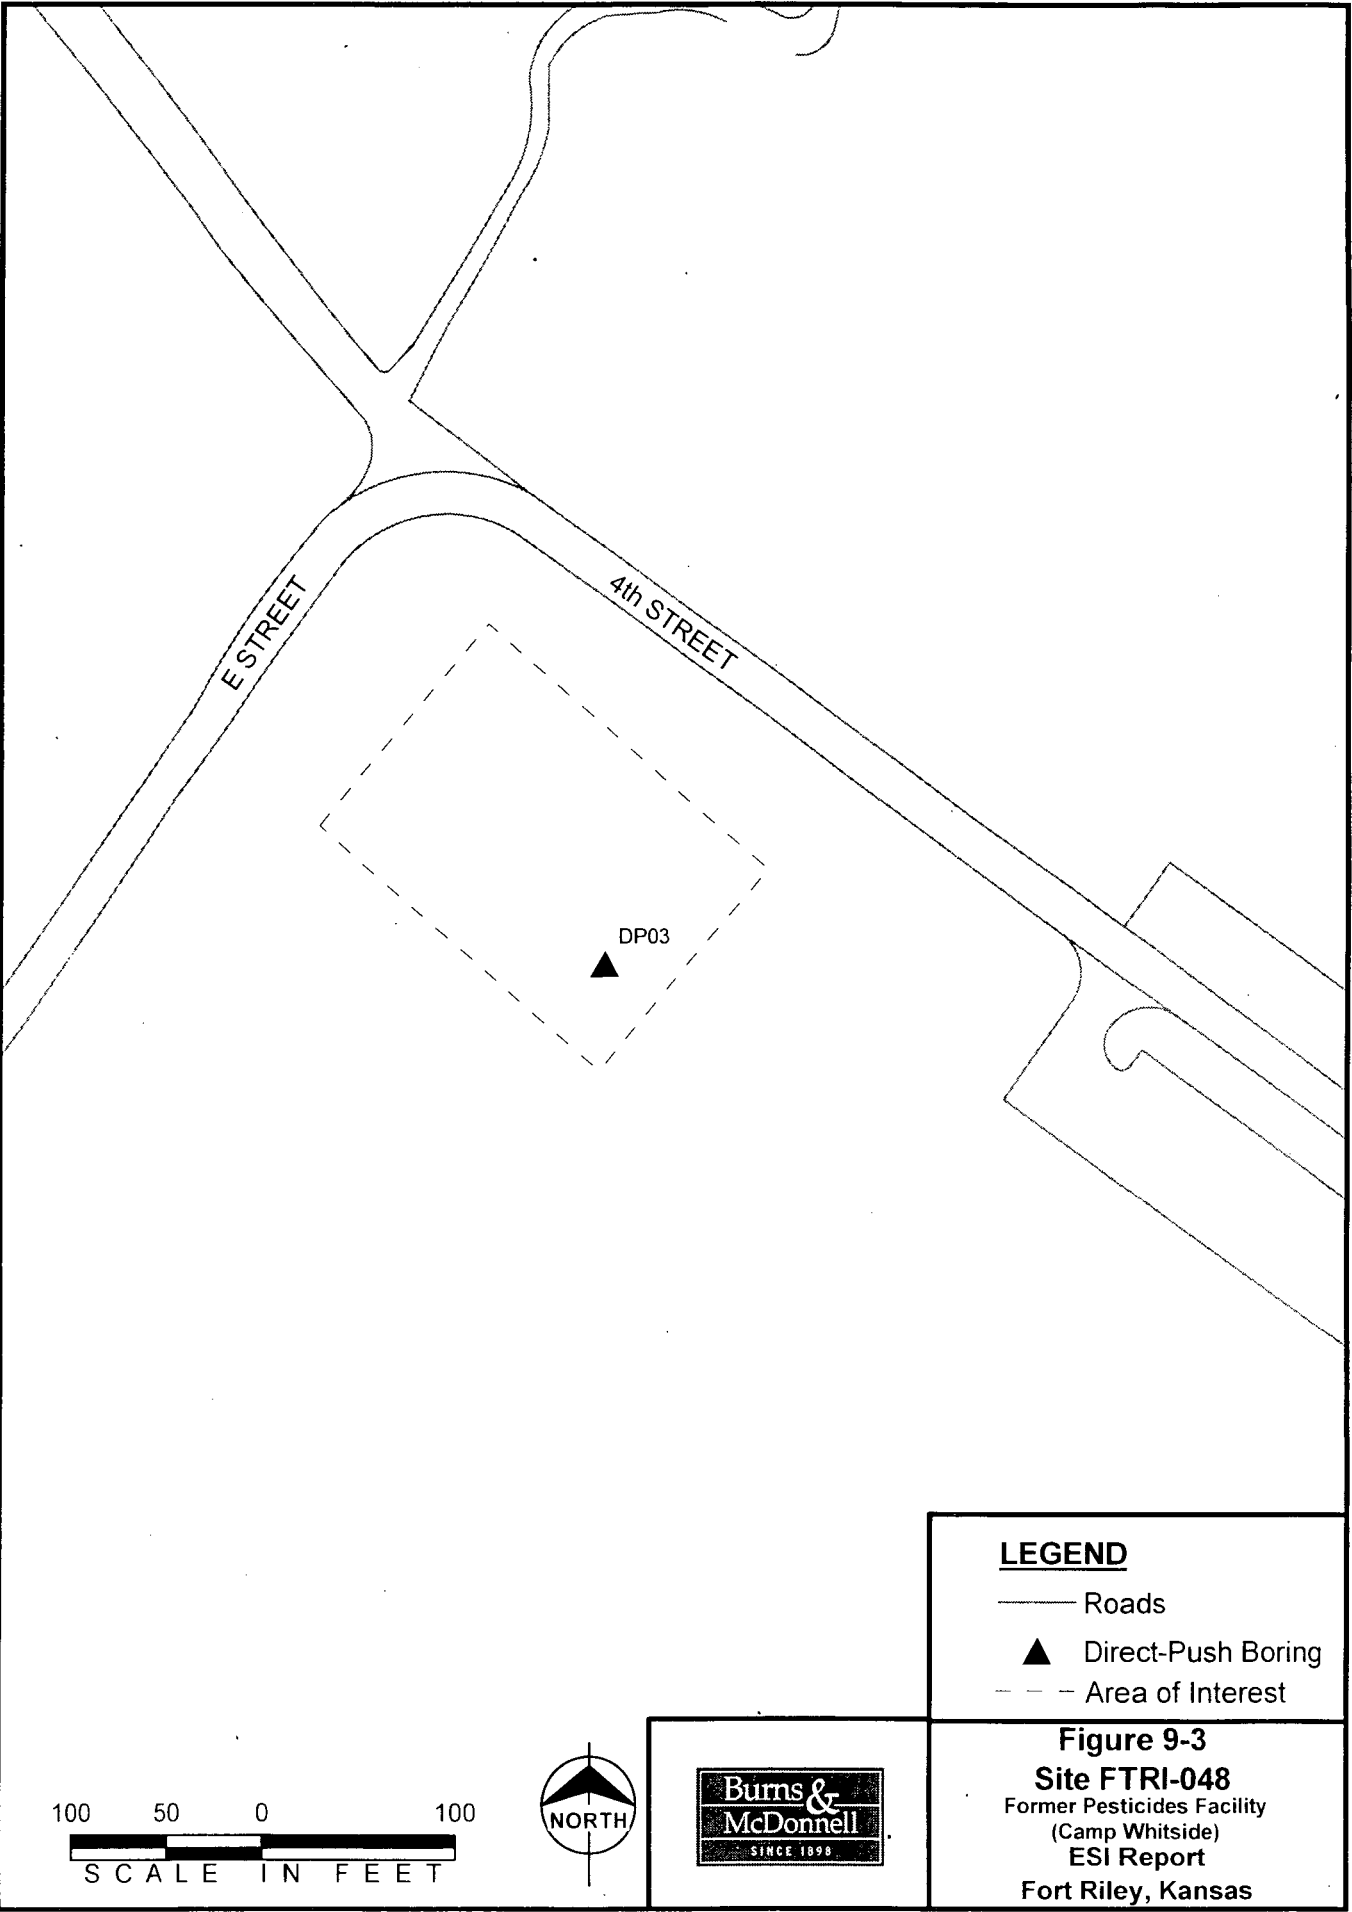 E STREET
4th STREET
DP03
LEGEND
Roads
Direct-Push Boring
Area of Interest
Figure 9-3
Site FTRI-048
Former Pesticides Facility
(Camp Whitside)
ESI Report
Fort Riley, Kansas
Burns &
McDonnell
SINCE 1898
NORTH
100 50 0 100
SCALE IN FEET